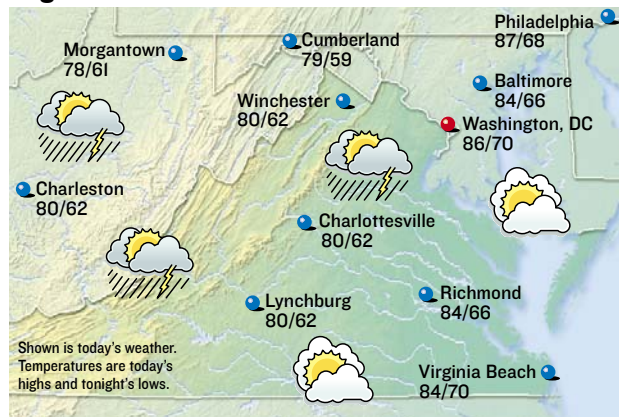 Philadelphia
87/68
Morgantown
78/61
Cumberland
79/59
Baltimore
84/66
Winchester
80/62
Washington, DC
86/70
Charleston
80/62
Charlottesville
80/62
Lynchburg
80/62
Richmond
84/66
Shown is today's weather.
Temperatures are today's
highs and tonight's lows.
Virginia Beach
84/70